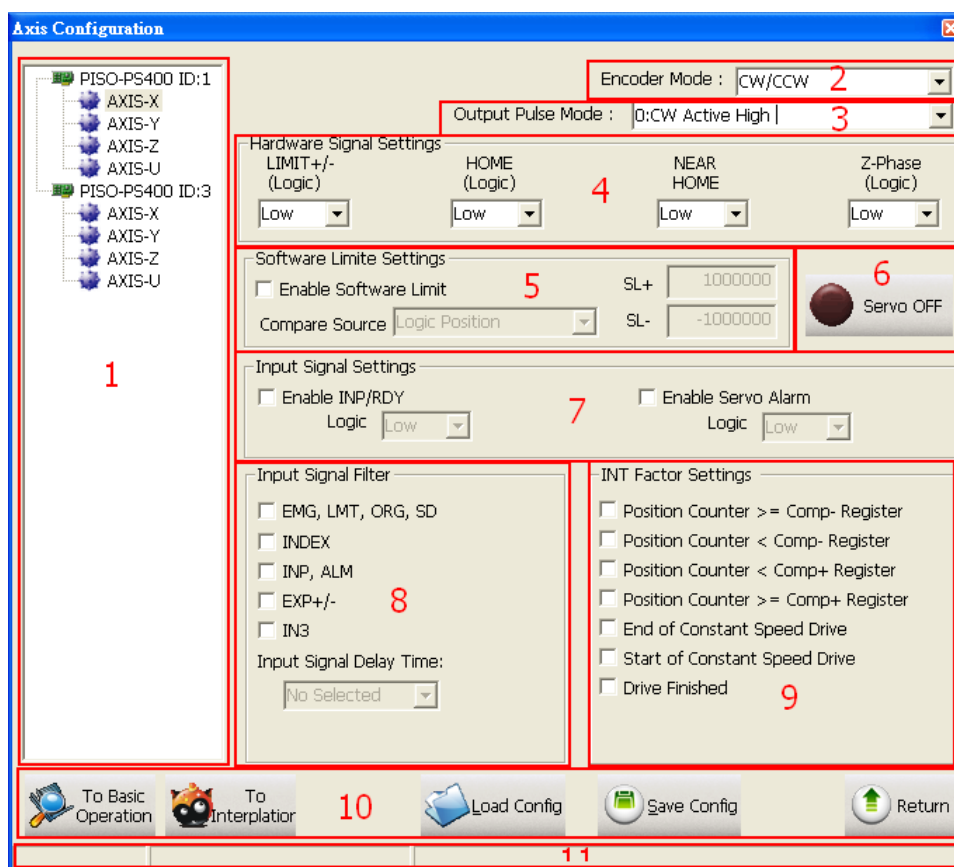 Axis Configuration
PISO-PS400 ID:1
AXIS-X
AXIS-Y
AXIS-Z
AXIS-U
PISO-PS400 ID:3
AXIS-X
AXIS-Y
AXIS-Z
AXIS-U
1
Encoder Mode : CW/CCW 2
Output Pulse Mode : 0:CW Active High 3
Hardware Signal Settings
LIMIT+/- HOME NEAR Z-Phase
(Logic) (Logic) HOME (Logic)
4
Low Low Low Low
Software Limite Settings
Enable Software Limit 5 SL+ 1000000
Compare Source Logic Position SL- -1000000
6
Servo OFF
Input Signal Settings
Enable INP/RDY Enable Servo Alarm
7
Logic Low Logic Low
Input Signal Filter
EMG, LMT, ORG, SD
INDEX
INP, ALM
EXP+/-
8
IN3
Input Signal Delay Time:
No Selected
INT Factor Settings
Position Counter >= Comp- Register
Position Counter < Comp- Register
Position Counter < Comp+ Register
Position Counter >= Comp+ Register
End of Constant Speed Drive
Start of Constant Speed Drive
Drive Finished
9
To Basic
Operation
To
Interplation
10
Load Config
Save Config
Return
11